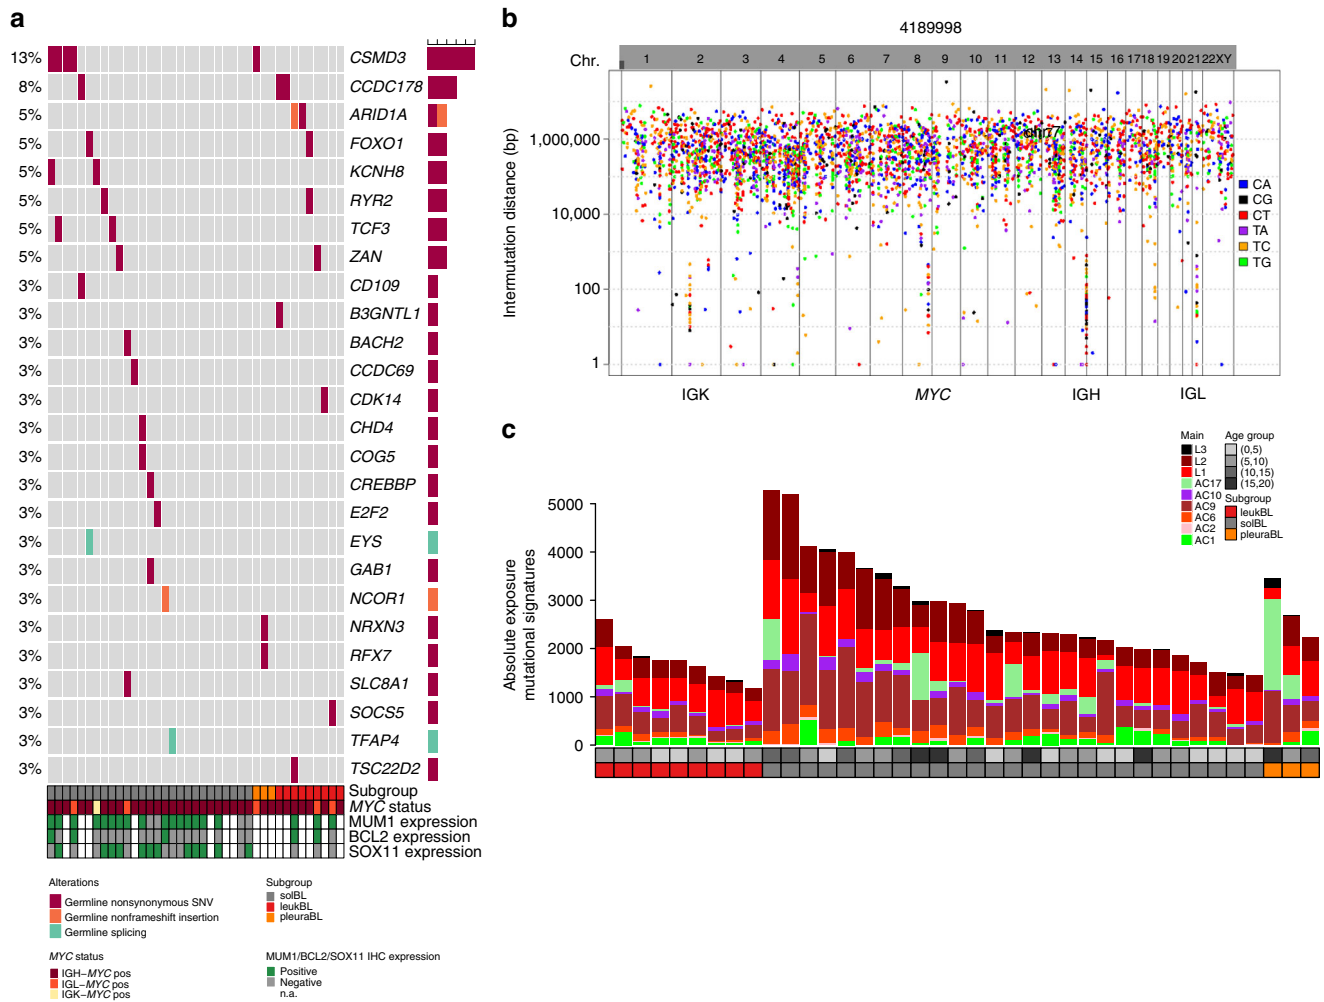 a
13% CSMD3
8% CCDC178
5% ARID1A
5% FOXO1
5% KCNH8
5% RYR2
5% TCF3
5% ZAN
3% CD109
3% B3GNTL1
3% BACH2
3% CCDC69
3% CDK14
3% CHD4
3% COG5
3% CREBBP
3% E2F2
3% EYS
3% GAB1
3% NCOR1
3% NRXN3
3% RFX7
3% SLC8A1
3% SOCS5
3% TFAP4
3% TSC22D2
Subgroup
MYC status
MUM1 expression
BCL2 expression
SOX11 expression
Alterations
Germline nonsynonymous SNV
Germline nonframeshift insertion
Germline splicing
Subgroup
solBL
leukBL
pleuraBL
MYC status
IGH–MYC pos
IGL–MYC pos
IGK–MYC pos
MUM1/BCL2/SOX11 IHC expression
Positive
Negative
n.a.
b
4189998
Chr. 1 2 3 4 5 6 7 8 9 10 11 12 13 14 15 16 17 18 19 20 21 22 X Y
Intermutation distance (bp)
1,000,000
10,000
100
1
chr7
CA
CG
CT
TA
TC
TG
IGK MYC IGH IGL
c
Absolute exposure
mutational signatures
5000
4000
3000
2000
1000
0
Main
L3
L2
L1
AC17
AC10
AC9
AC6
AC2
AC1
Age group
(0,5)
(5,10)
(10,15)
(15,20)
Subgroup
leukBL
solBL
pleuraBL